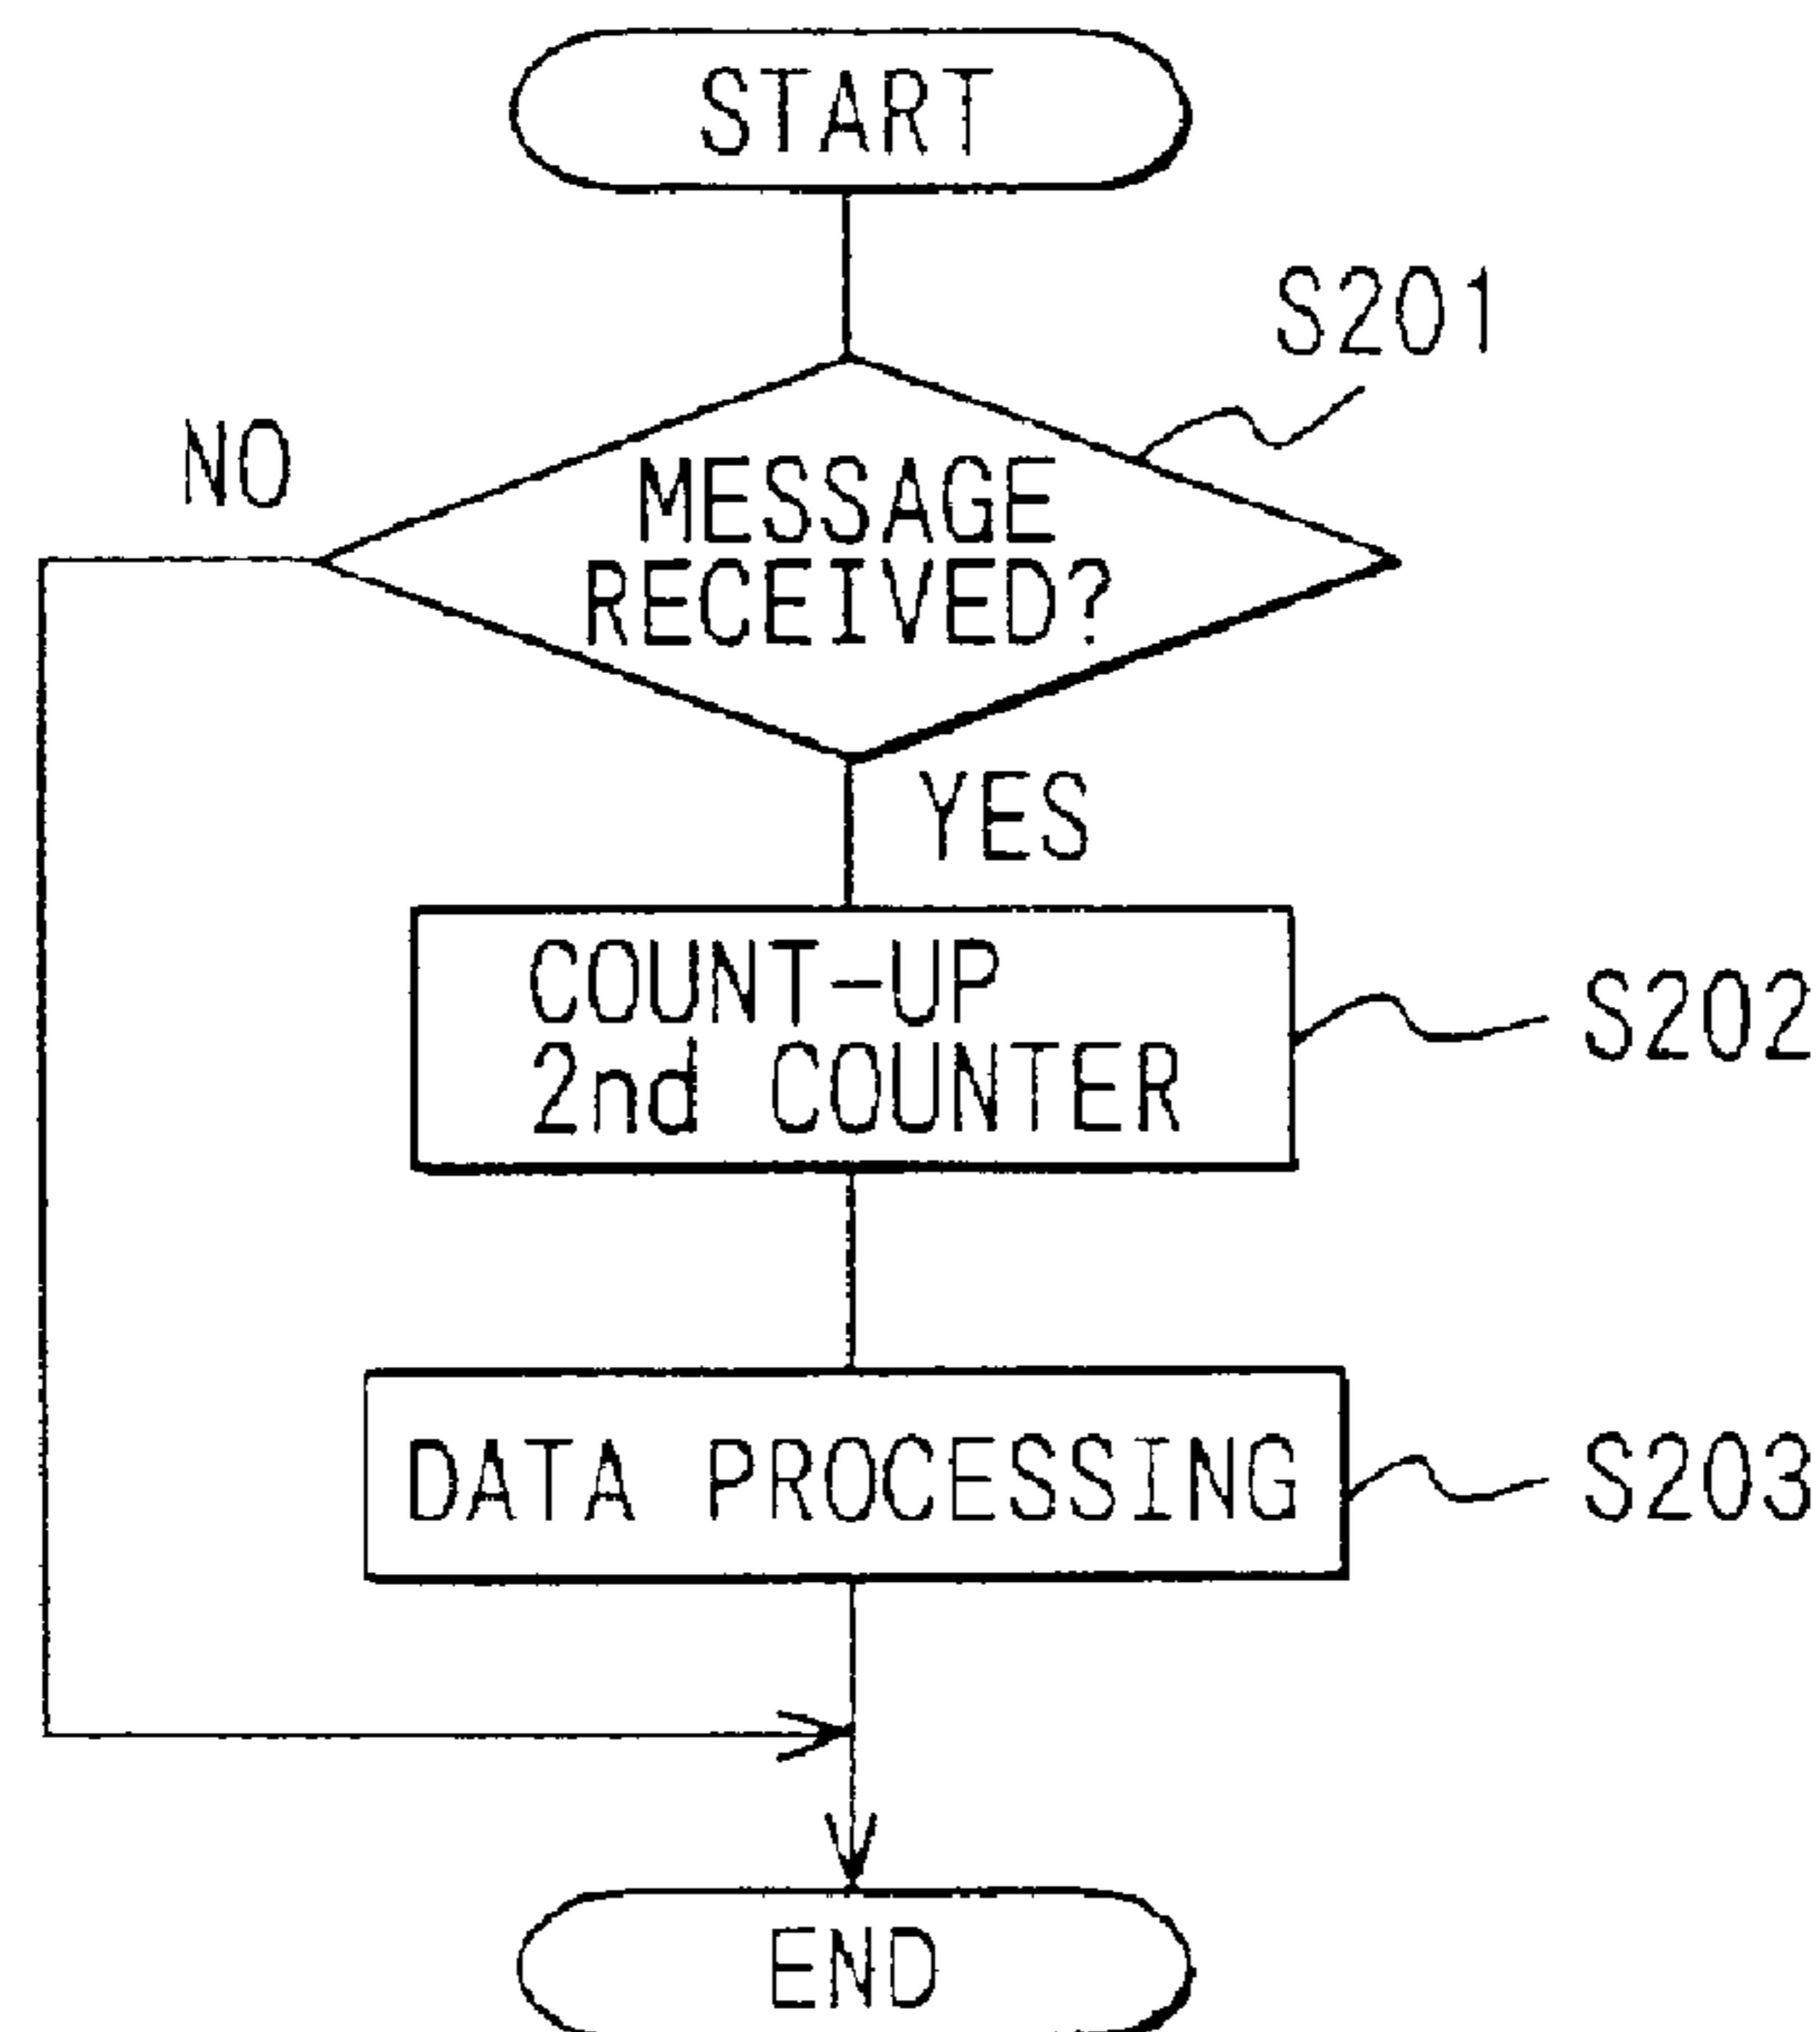 START
S201
NO
MESSAGE
RECEIVED?
YES
COUNT-UP
2nd COUNTER
S202
DATA PROCESSING
S203
END